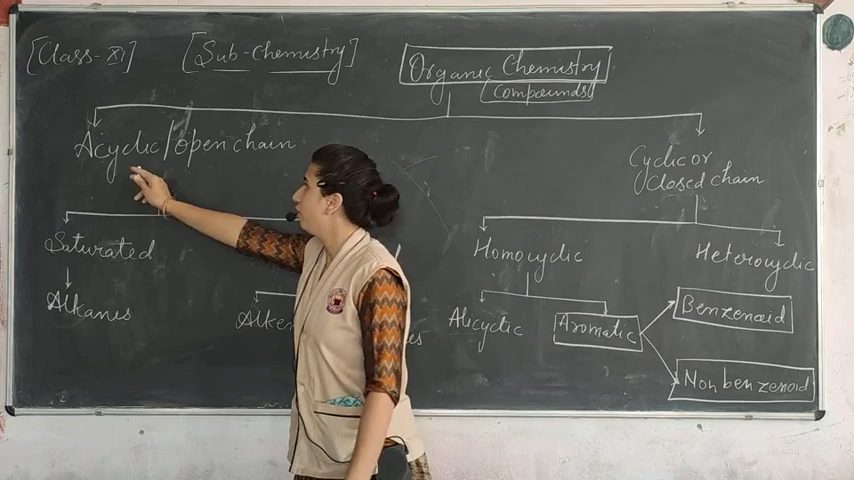 [Class-XI] [Sub-Chemistry]
Organic Chemistry
Compounds
Acyclic/open chain
Cyclic or
Closed chain
Saturated
Homocyclic
Heterocyclic
Alkanes
Alicyclic
Aromatic
Benzenoid
Non benzenoid